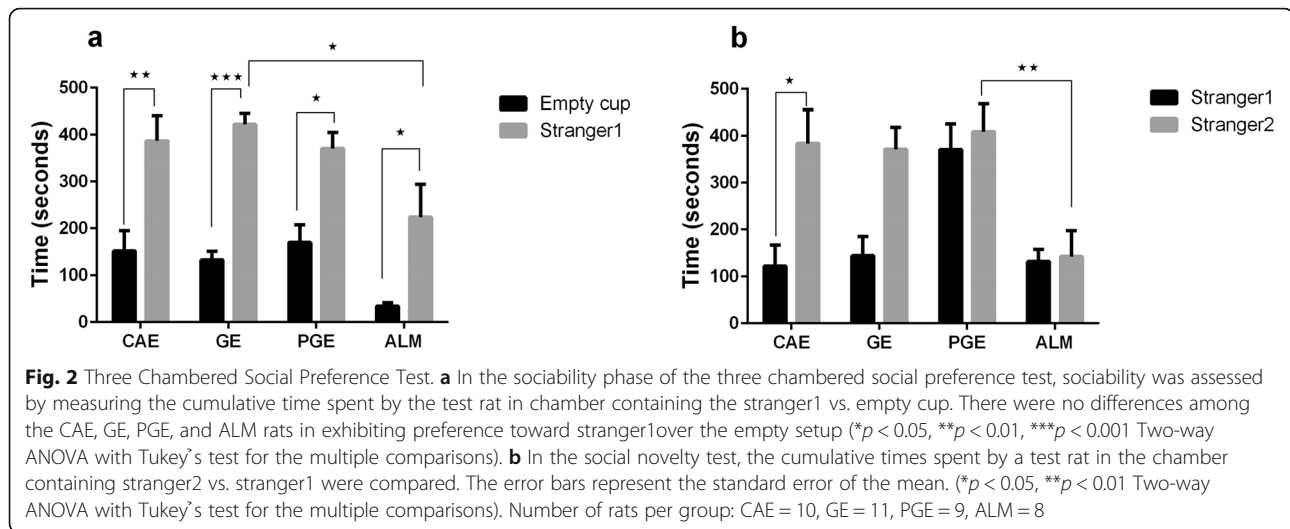 a
b
Time (seconds)
500
400
300
200
100
0
★★
★★★
★
★
★
CAE
GE
PGE
ALM
Empty cup
Stranger1
Time (seconds)
500
400
300
200
100
0
★
★★
CAE
GE
PGE
ALM
Stranger1
Stranger2
Fig. 2 Three Chambered Social Preference Test. a In the sociability phase of the three chambered social preference test, sociability was assessed
by measuring the cumulative time spent by the test rat in chamber containing the stranger1 vs. empty cup. There were no differences among
the CAE, GE, PGE, and ALM rats in exhibiting preference toward stranger1over the empty setup (*p < 0.05, **p < 0.01, ***p < 0.001 Two-way
ANOVA with Tukey's test for the multiple comparisons). b In the social novelty test, the cumulative times spent by a test rat in the chamber
containing stranger2 vs. stranger1 were compared. The error bars represent the standard error of the mean. (*p < 0.05, **p < 0.01 Two-way
ANOVA with Tukey's test for the multiple comparisons). Number of rats per group: CAE = 10, GE = 11, PGE = 9, ALM = 8